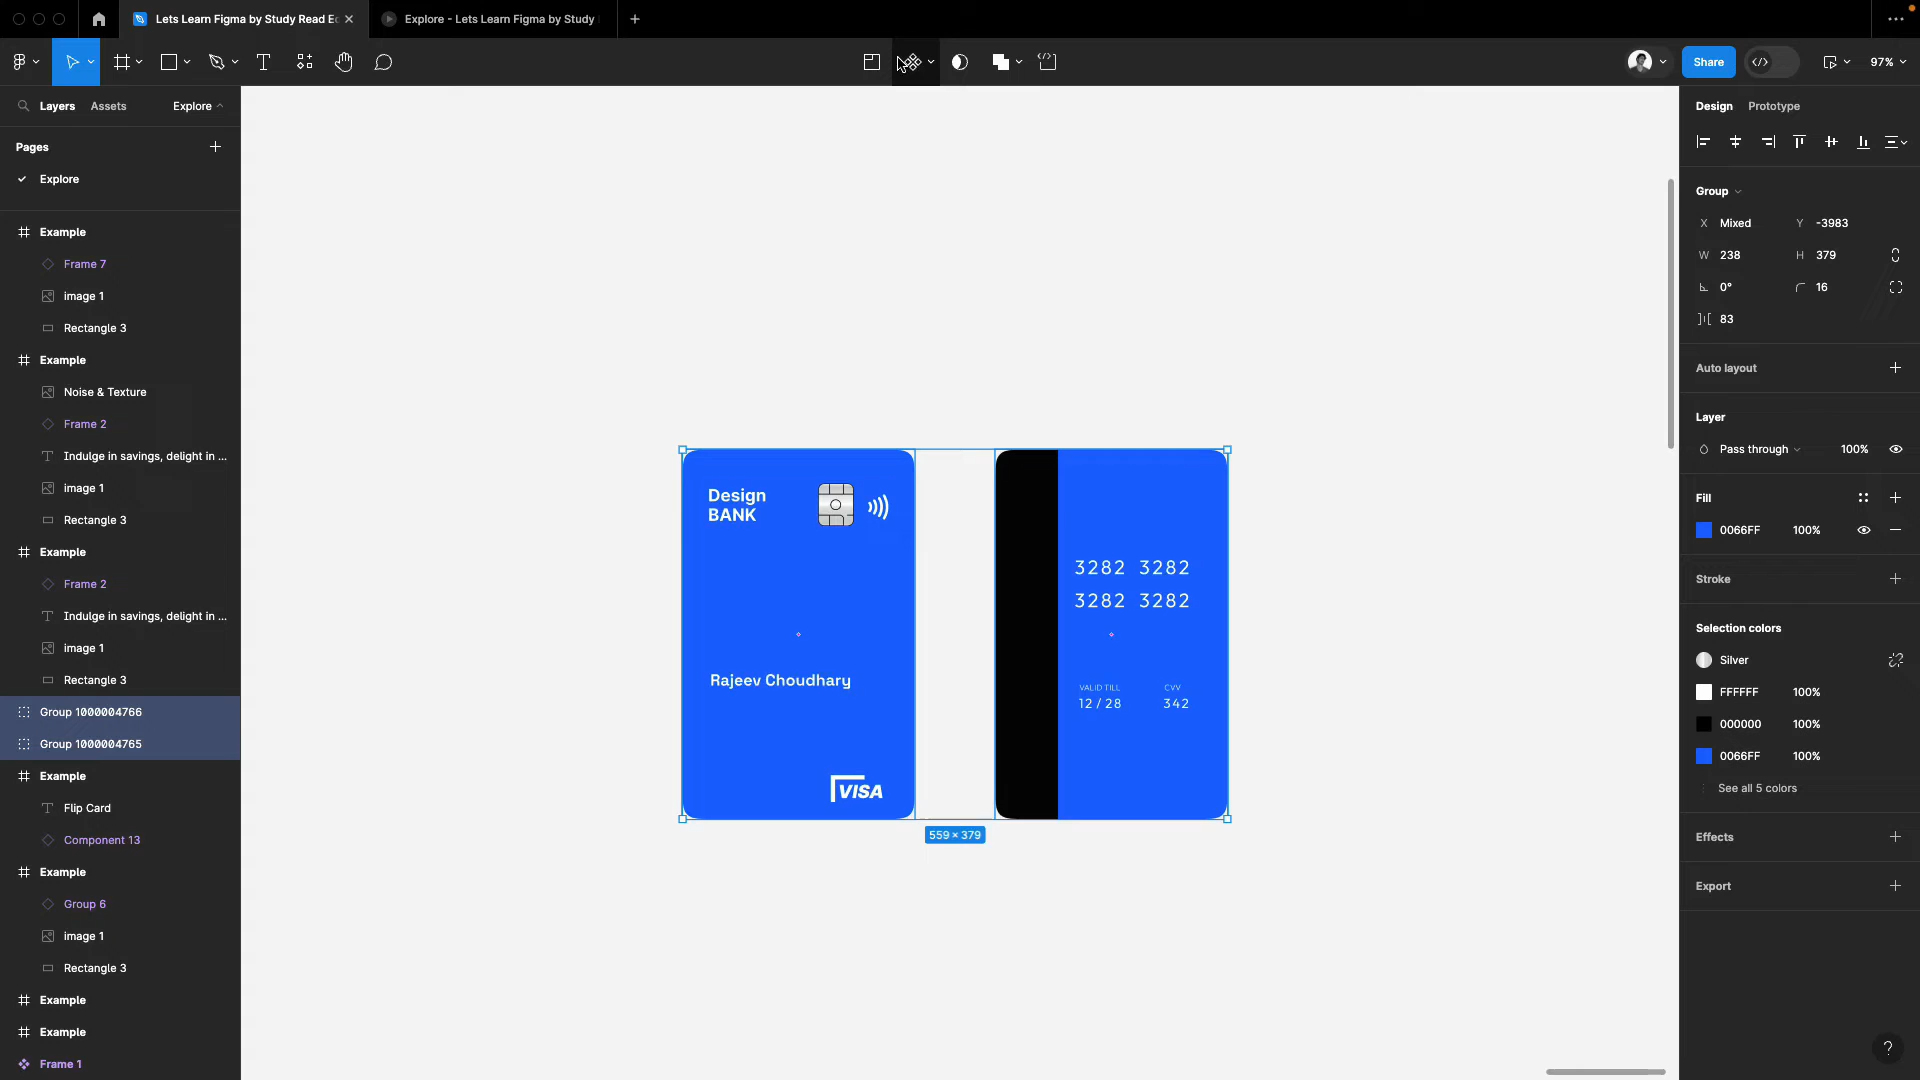 Lets Learn Figma by Study Read Ed
Explore - Lets Learn Figma by Study
Share
97%
Layers
Assets
Explore
Pages
Explore
Example
Frame 7
image 1
Rectangle 3
Example
Noise & Texture
Frame 2
Indulge in savings, delight in ...
image 1
Rectangle 3
Example
Frame 2
Indulge in savings, delight in ...
image 1
Rectangle 3
Group 1000004766
Group 1000004765
Example
Flip Card
Component 13
Example
Group 6
image 1
Rectangle 3
Example
Example
Frame 1
Design
BANK
Rajeev Choudhary
VISA
3282 3282
3282 3282
VALID TILL
CVV
12 / 28
342
559 × 379
Design
Prototype
Group
X Mixed
Y -3983
W 238
H 379
0°
16
83
Auto layout
Layer
Pass through
100%
Fill
0066FF
100%
Stroke
Selection colors
Silver
FFFFFF
100%
000000
100%
0066FF
100%
See all 5 colors
Effects
Export
?